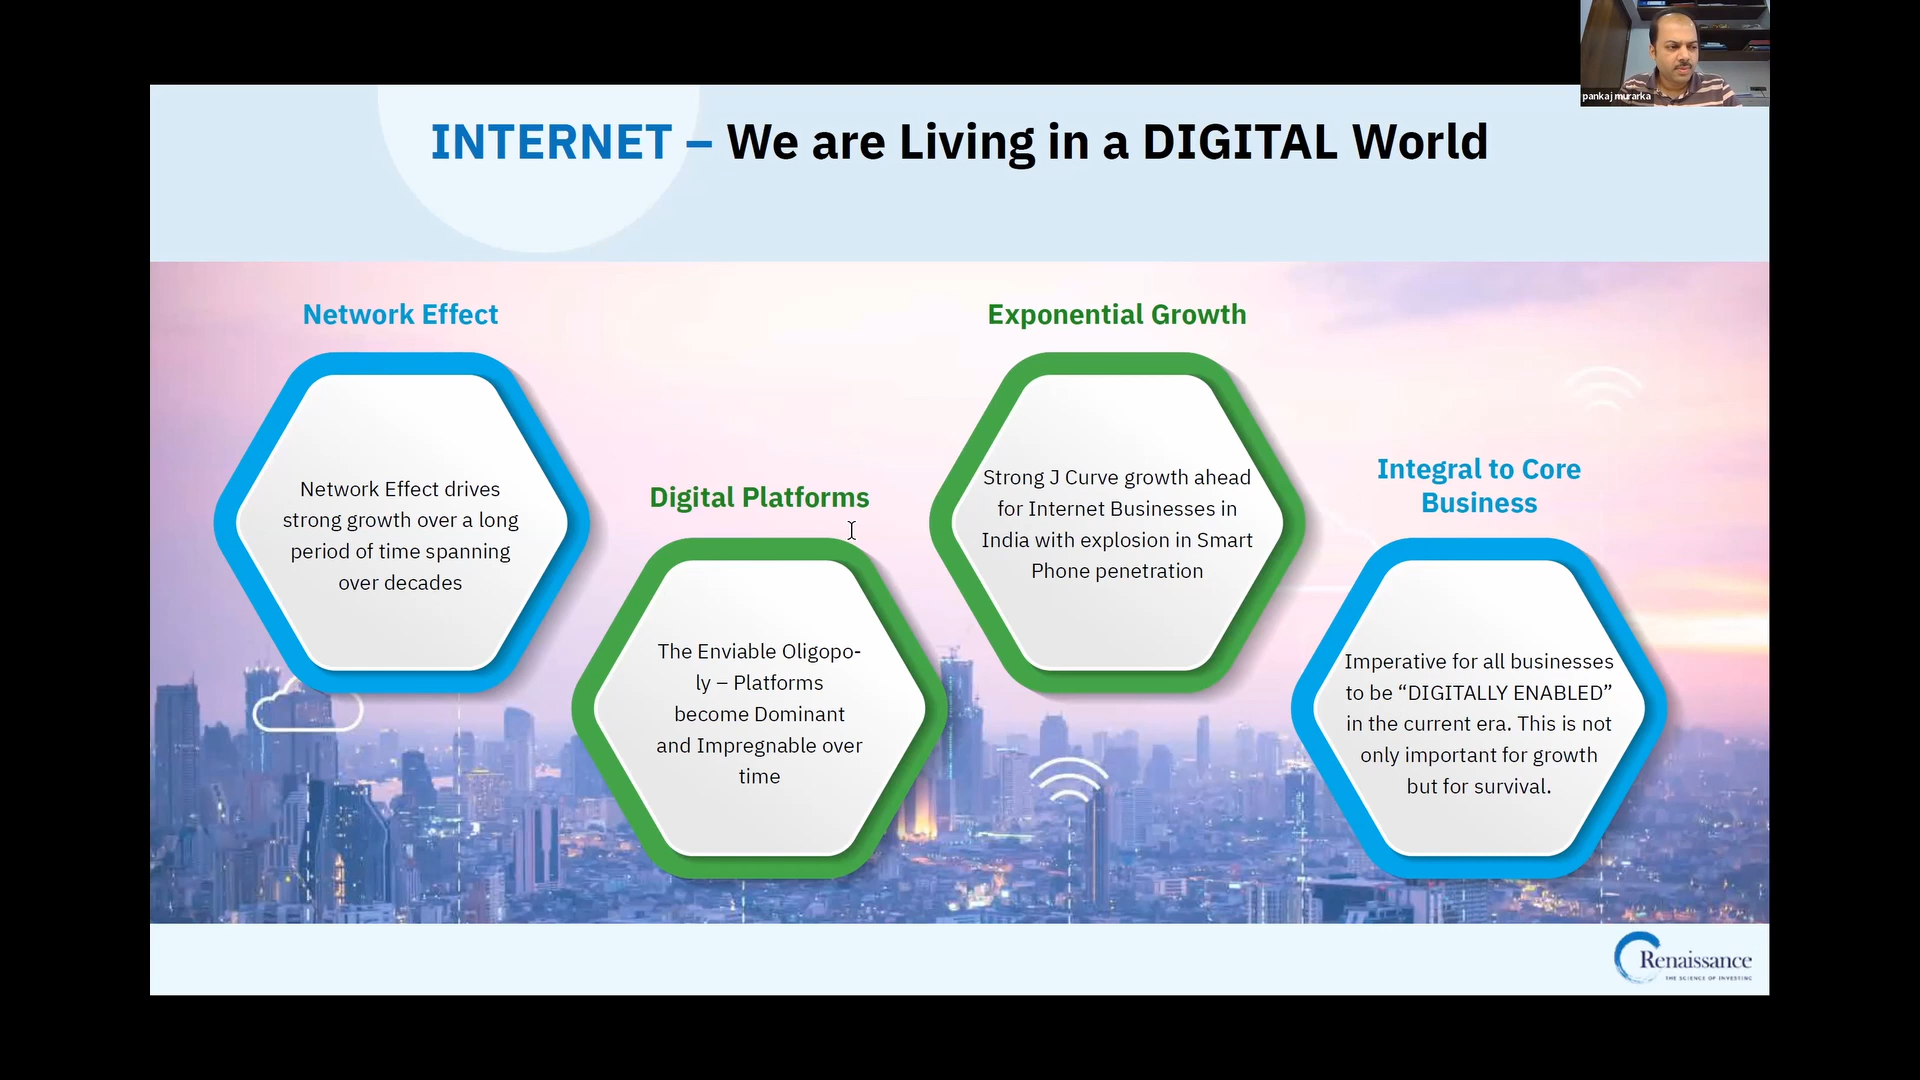 pankaj murarka
INTERNET – We are Living in a DIGITAL World
Network Effect
Network Effect drives
strong growth over a long
period of time spanning
over decades
Digital Platforms
The Enviable Oligopo-
ly – Platforms
become Dominant
and Impregnable over
time
Exponential Growth
Strong J Curve growth ahead
for Internet Businesses in
India with explosion in Smart
Phone penetration
Integral to Core
Business
Imperative for all businesses
to be “DIGITALLY ENABLED”
in the current era. This is not
only important for growth
but for survival.
Renaissance
THE SCIENCE OF INVESTING